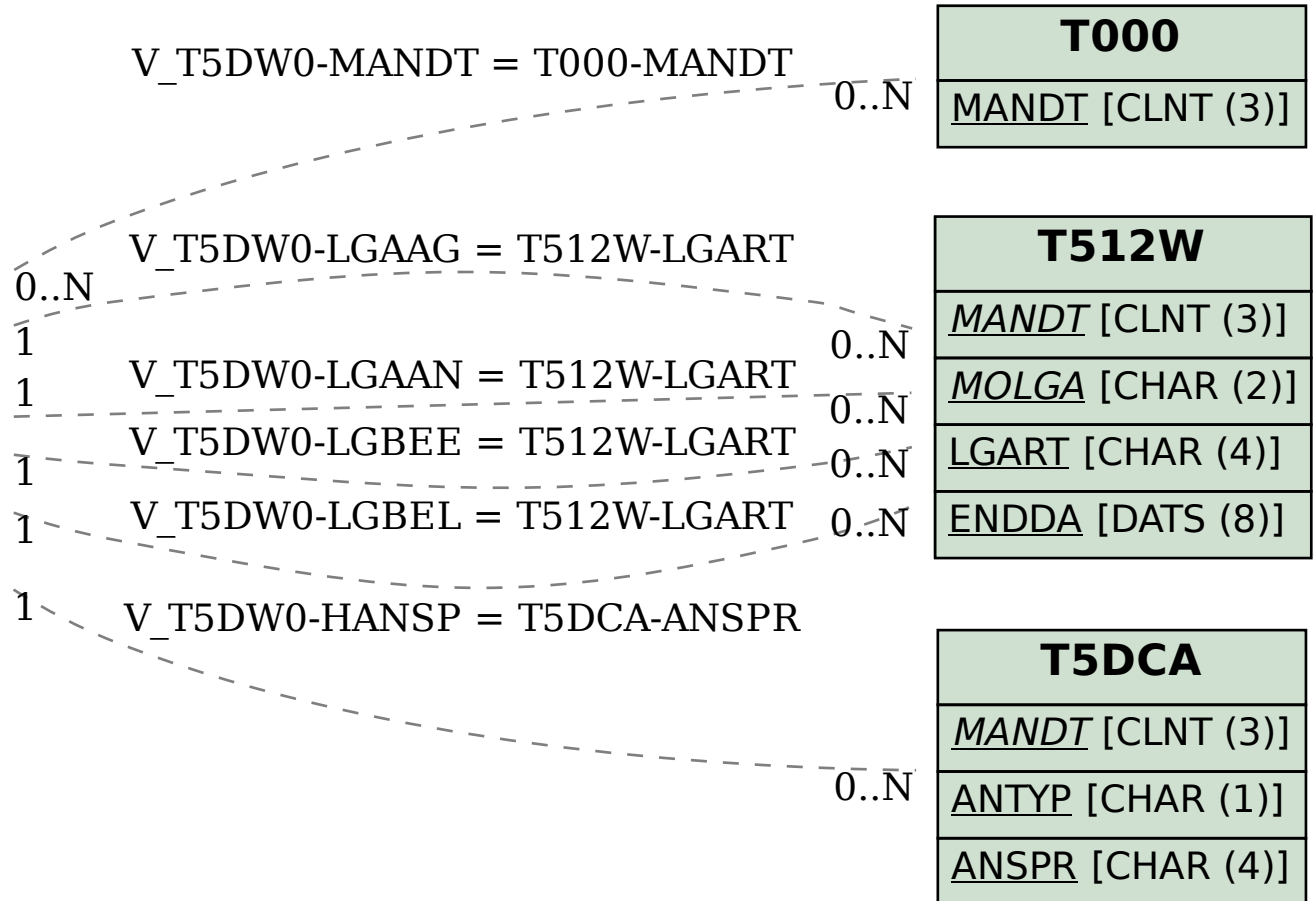 T000
V_T5DW0-MANDT = T000-MANDT
0..N
MANDT [CLNT (3)]
V_T5DW0-LGAAG = T512W-LGART
T512W
0..N
MANDT [CLNT (3)]
1
0..N
V_T5DW0-LGAAN = T512W-LGART
MOLGA [CHAR (2)]
1
0..N
V_T5DW0-LGBEE = T512W-LGART
LGART [CHAR (4)]
1
0..N
V_T5DW0-LGBEL = T512W-LGART
0..N
ENDDA [DATS (8)]
1
1
V_T5DW0-HANSP = T5DCA-ANSPR
T5DCA
MANDT [CLNT (3)]
0..N
ANTYP [CHAR (1)]
ANSPR [CHAR (4)]